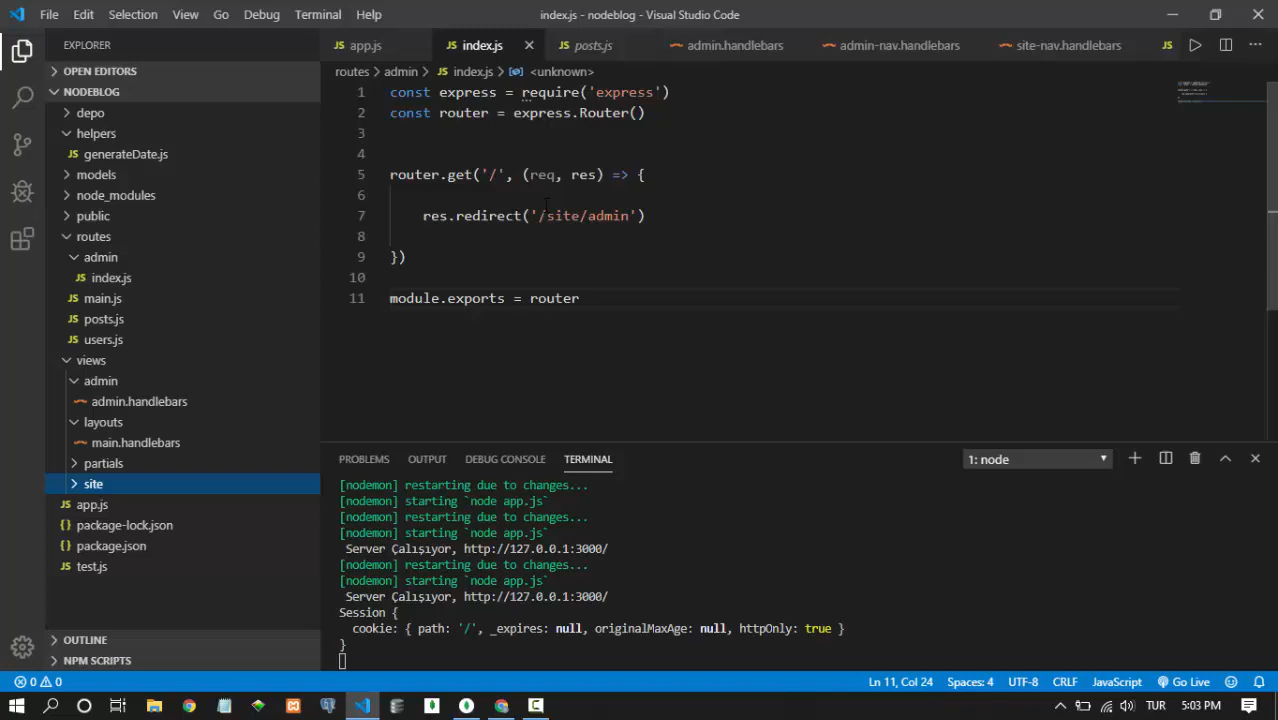 File Edit Selection View Go Debug Terminal Help
index.js - nodeblog - Visual Studio Code
EXPLORER
app.js
index.js
posts.js
admin.handlebars
admin-nav.handlebars
site-nav.handlebars
JS
OPEN EDITORS
NODEBLOG
depo
helpers
JS generateDate.js
models
node_modules
public
routes
admin
JS index.js
JS main.js
JS posts.js
JS users.js
views
admin
admin.handlebars
layouts
main.handlebars
partials
site
JS app.js
{} package-lock.json
{} package.json
JS test.js
OUTLINE
NPM SCRIPTS
routes > admin > JS index.js > <unknown>
1 const express = require('express')
2 const router = express.Router()
3
4
5 router.get('/', (req, res) => {
6
7 res.redirect('/site/admin')
8
9 })
10
11 module.exports = router
PROBLEMS OUTPUT DEBUG CONSOLE TERMINAL
1: node
[nodemon] restarting due to changes...
[nodemon] starting `node app.js`
[nodemon] restarting due to changes...
[nodemon] starting `node app.js`
Server Çalışıyor, http://127.0.0.1:3000/
[nodemon] restarting due to changes...
[nodemon] starting `node app.js`
Server Çalışıyor, http://127.0.0.1:3000/
Session {
cookie: { path: '/', _expires: null, originalMaxAge: null, httpOnly: true }
}
0 0
Ln 11, Col 24 Spaces: 4 UTF-8 CRLF JavaScript Go Live
TUR 5:03 PM